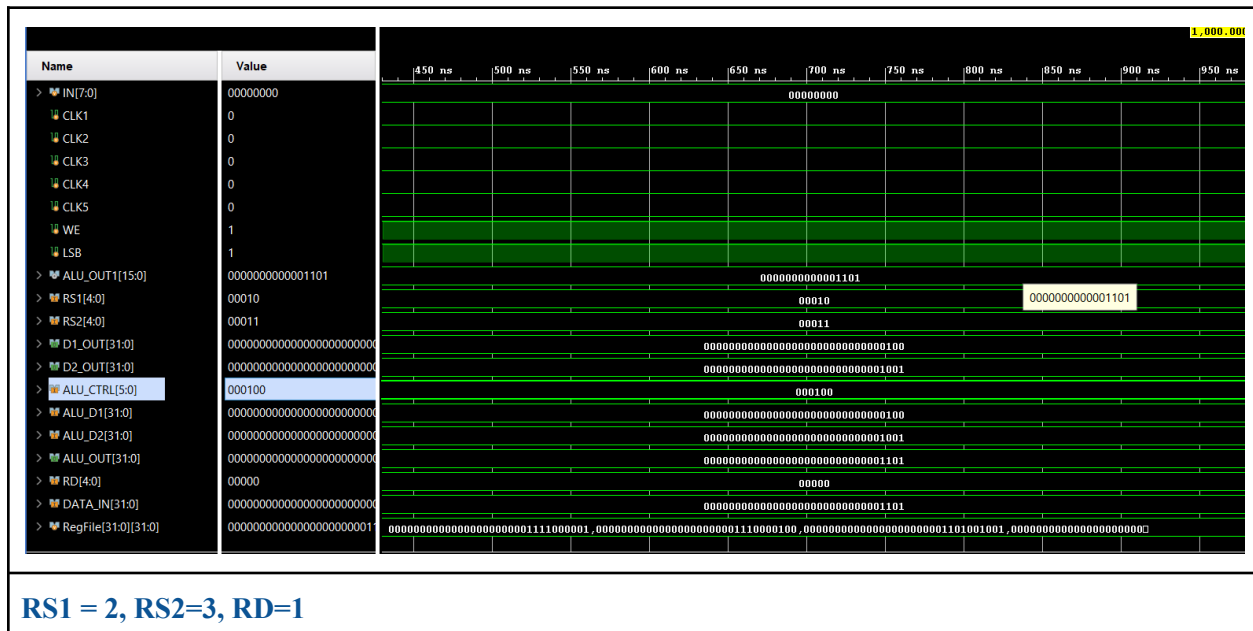 1,000.000
Name Value 450 ns 500 ns 550 ns 600 ns 650 ns 700 ns 750 ns 800 ns 850 ns 900 ns 950 ns
IN[7:0] 00000000 00000000
CLK1 0
CLK2 0
CLK3 0
CLK4 0
CLK5 0
WE 1
LSB 1
ALU_OUT1[15:0] 0000000000001101 0000000000001101
RS1[4:0] 00010 00010 0000000000001101
RS2[4:0] 00011 00011
D1_OUT[31:0] 00000000000000000000000000000100
D2_OUT[31:0] 00000000000000000000000000001001
ALU_CTRL[5:0] 000100 000100
ALU_D1[31:0] 00000000000000000000000000000100
ALU_D2[31:0] 00000000000000000000000000001001
ALU_OUT[31:0] 00000000000000000000000000001101
RD[4:0] 00000 00000
DATA_IN[31:0] 00000000000000000000000000001101
RegFile[31:0][31:0]
RS1 = 2, RS2=3, RD=1